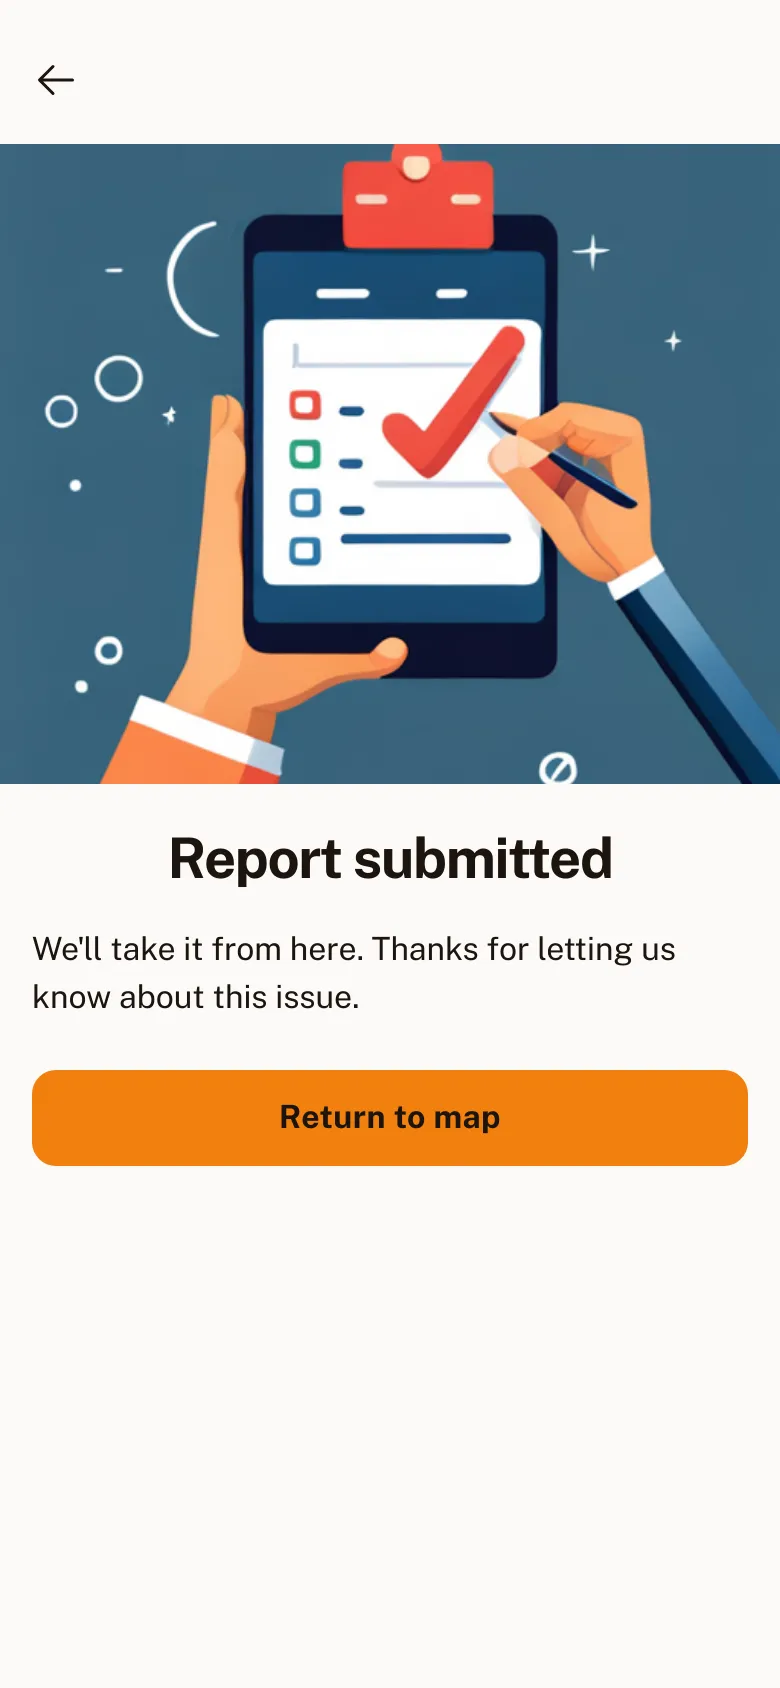 Report submitted
We'll take it from here. Thanks for letting us
know about this issue.
Return to map